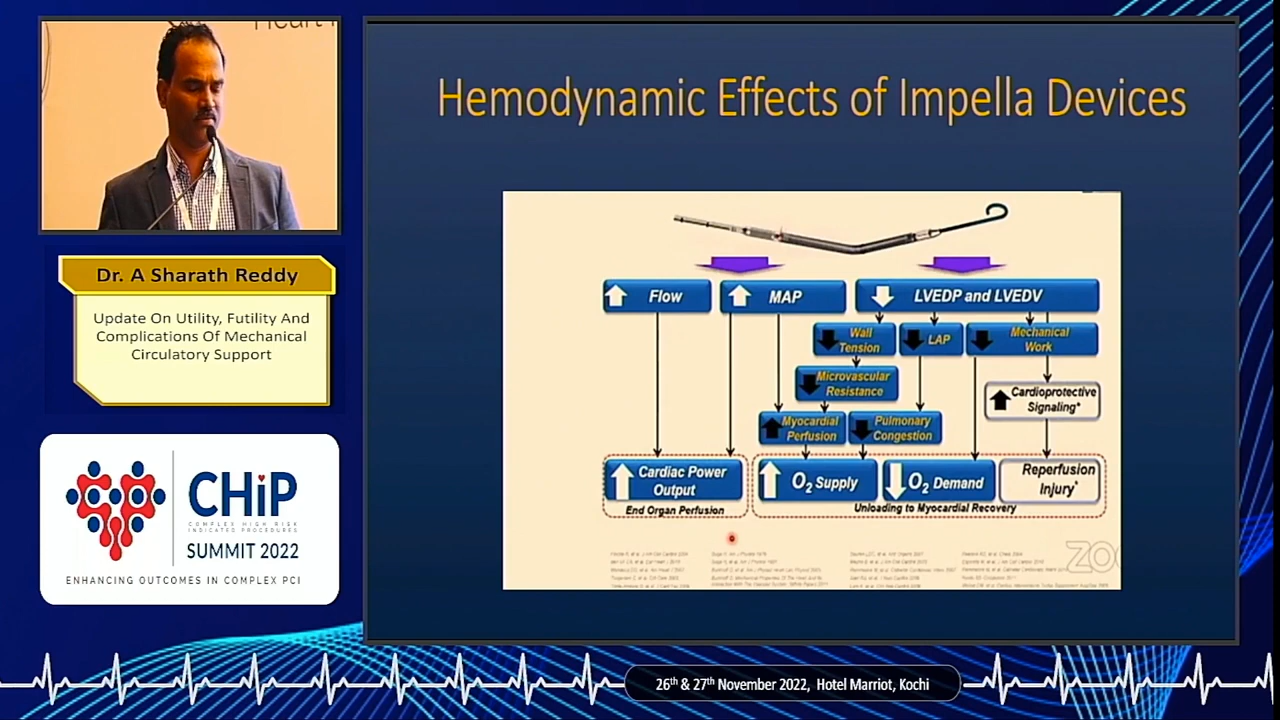 Heart
Hemodynamic Effects of Impella Devices
Flow
MAP
LVEDP and LVEDV
Wall
Tension
LAP
Mechanical
Work
Microvascular
Resistance
Cardioprotective
Signaling*
Myocardial
Perfusion
Pulmonary
Congestion
Cardiac Power
Output
O2 Supply
O2 Demand
Reperfusion
Injury*
End Organ Perfusion
Unloading to Myocardial Recovery
Dr. A Sharath Reddy
Update On Utility, Futility And
Complications Of Mechanical
Circulatory Support
CHiP
COMPLEX HIGH RISK
INDICATED PROCEDURES
SUMMIT 2022
ENHANCING OUTCOMES IN COMPLEX PCI
26th & 27th November 2022, Hotel Marriot, Kochi